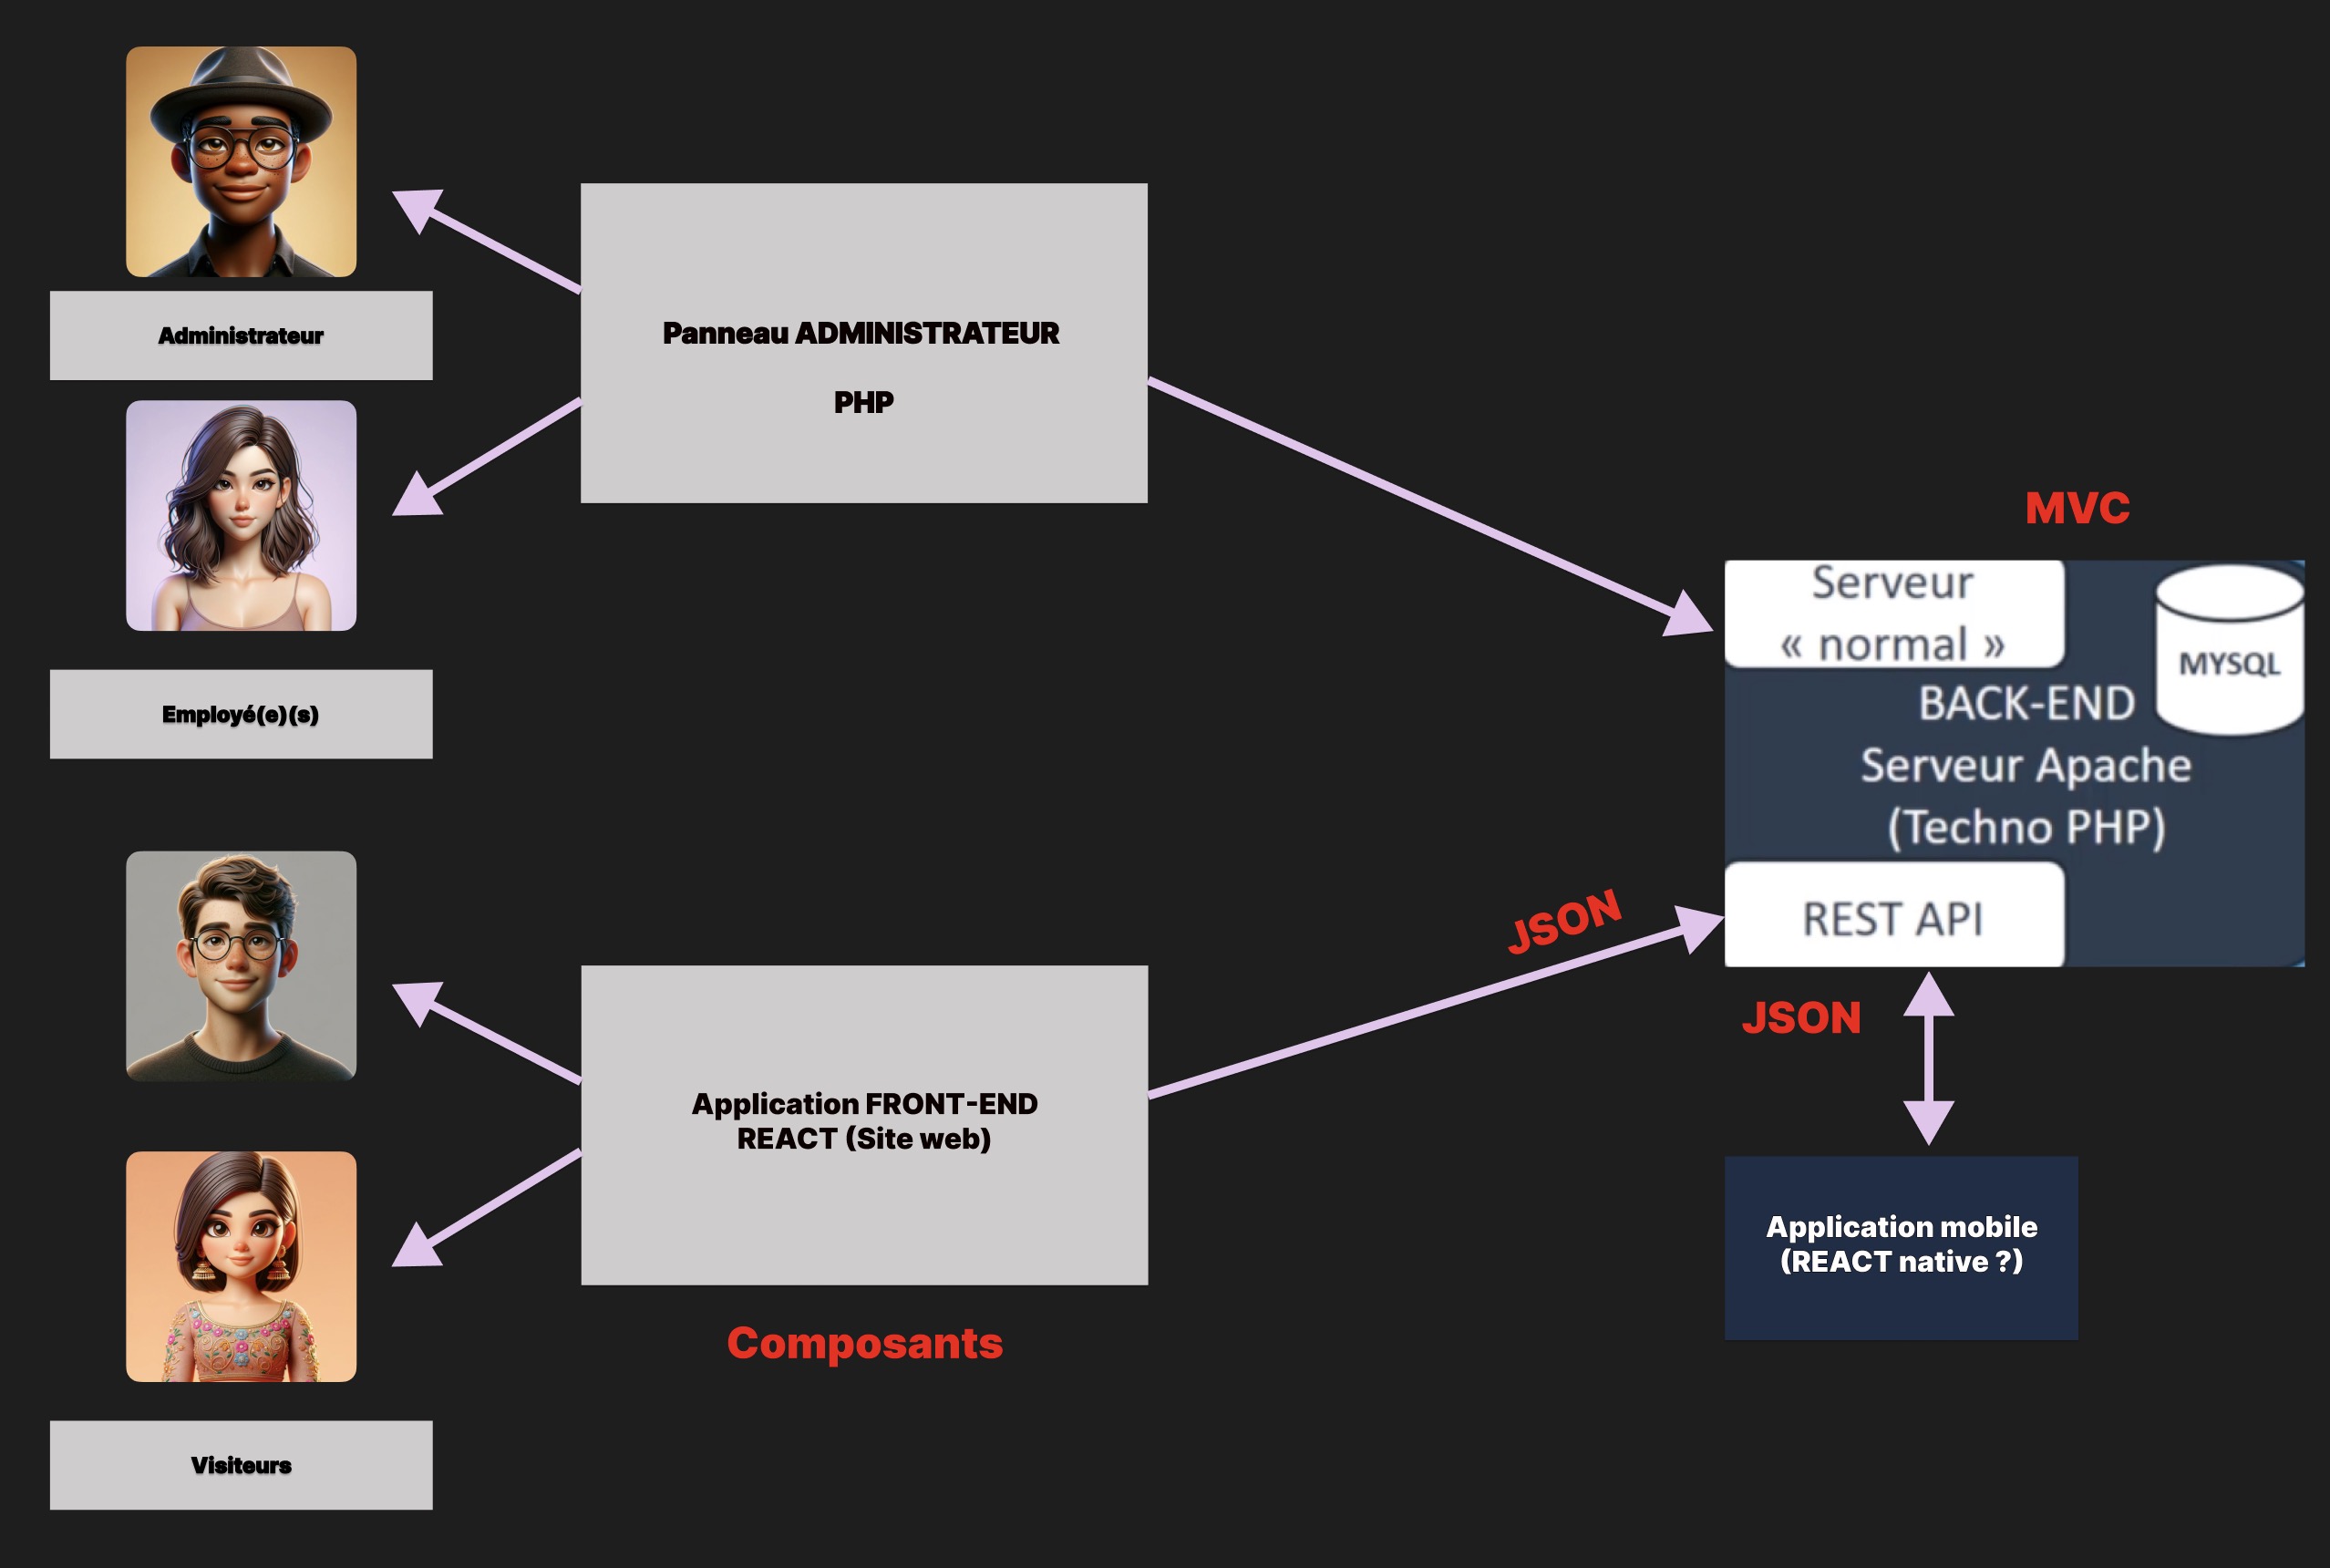 Administrateur
Employé(e)(s)
Panneau ADMINISTRATEUR
PHP
MVC
Serveur
« normal »
MYSQL
BACK-END
Serveur Apache
(Techno PHP)
REST API
JSON
JSON
Application FRONT-END
REACT (Site web)
Composants
Application mobile
(REACT native ?)
Visiteurs